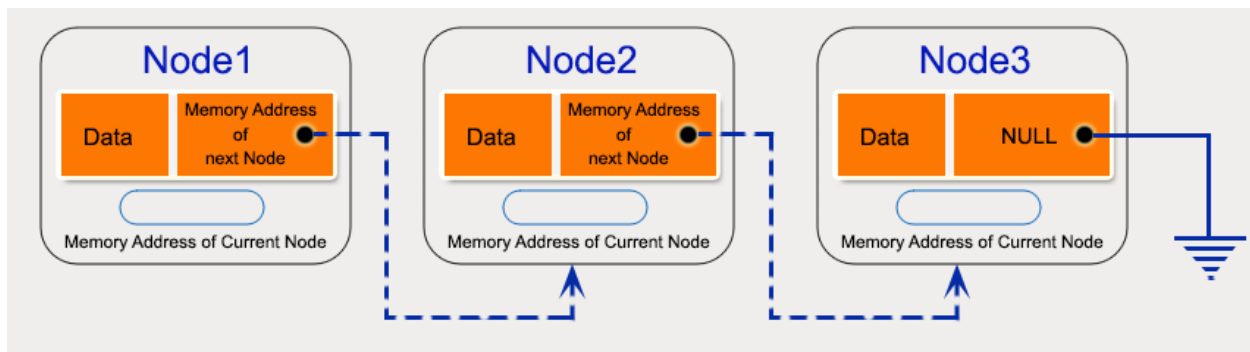 Node1
Data
Memory Address
of
next Node
Memory Address of Current Node
Node2
Data
Memory Address
of
next Node
Memory Address of Current Node
Node3
Data
NULL
Memory Address of Current Node